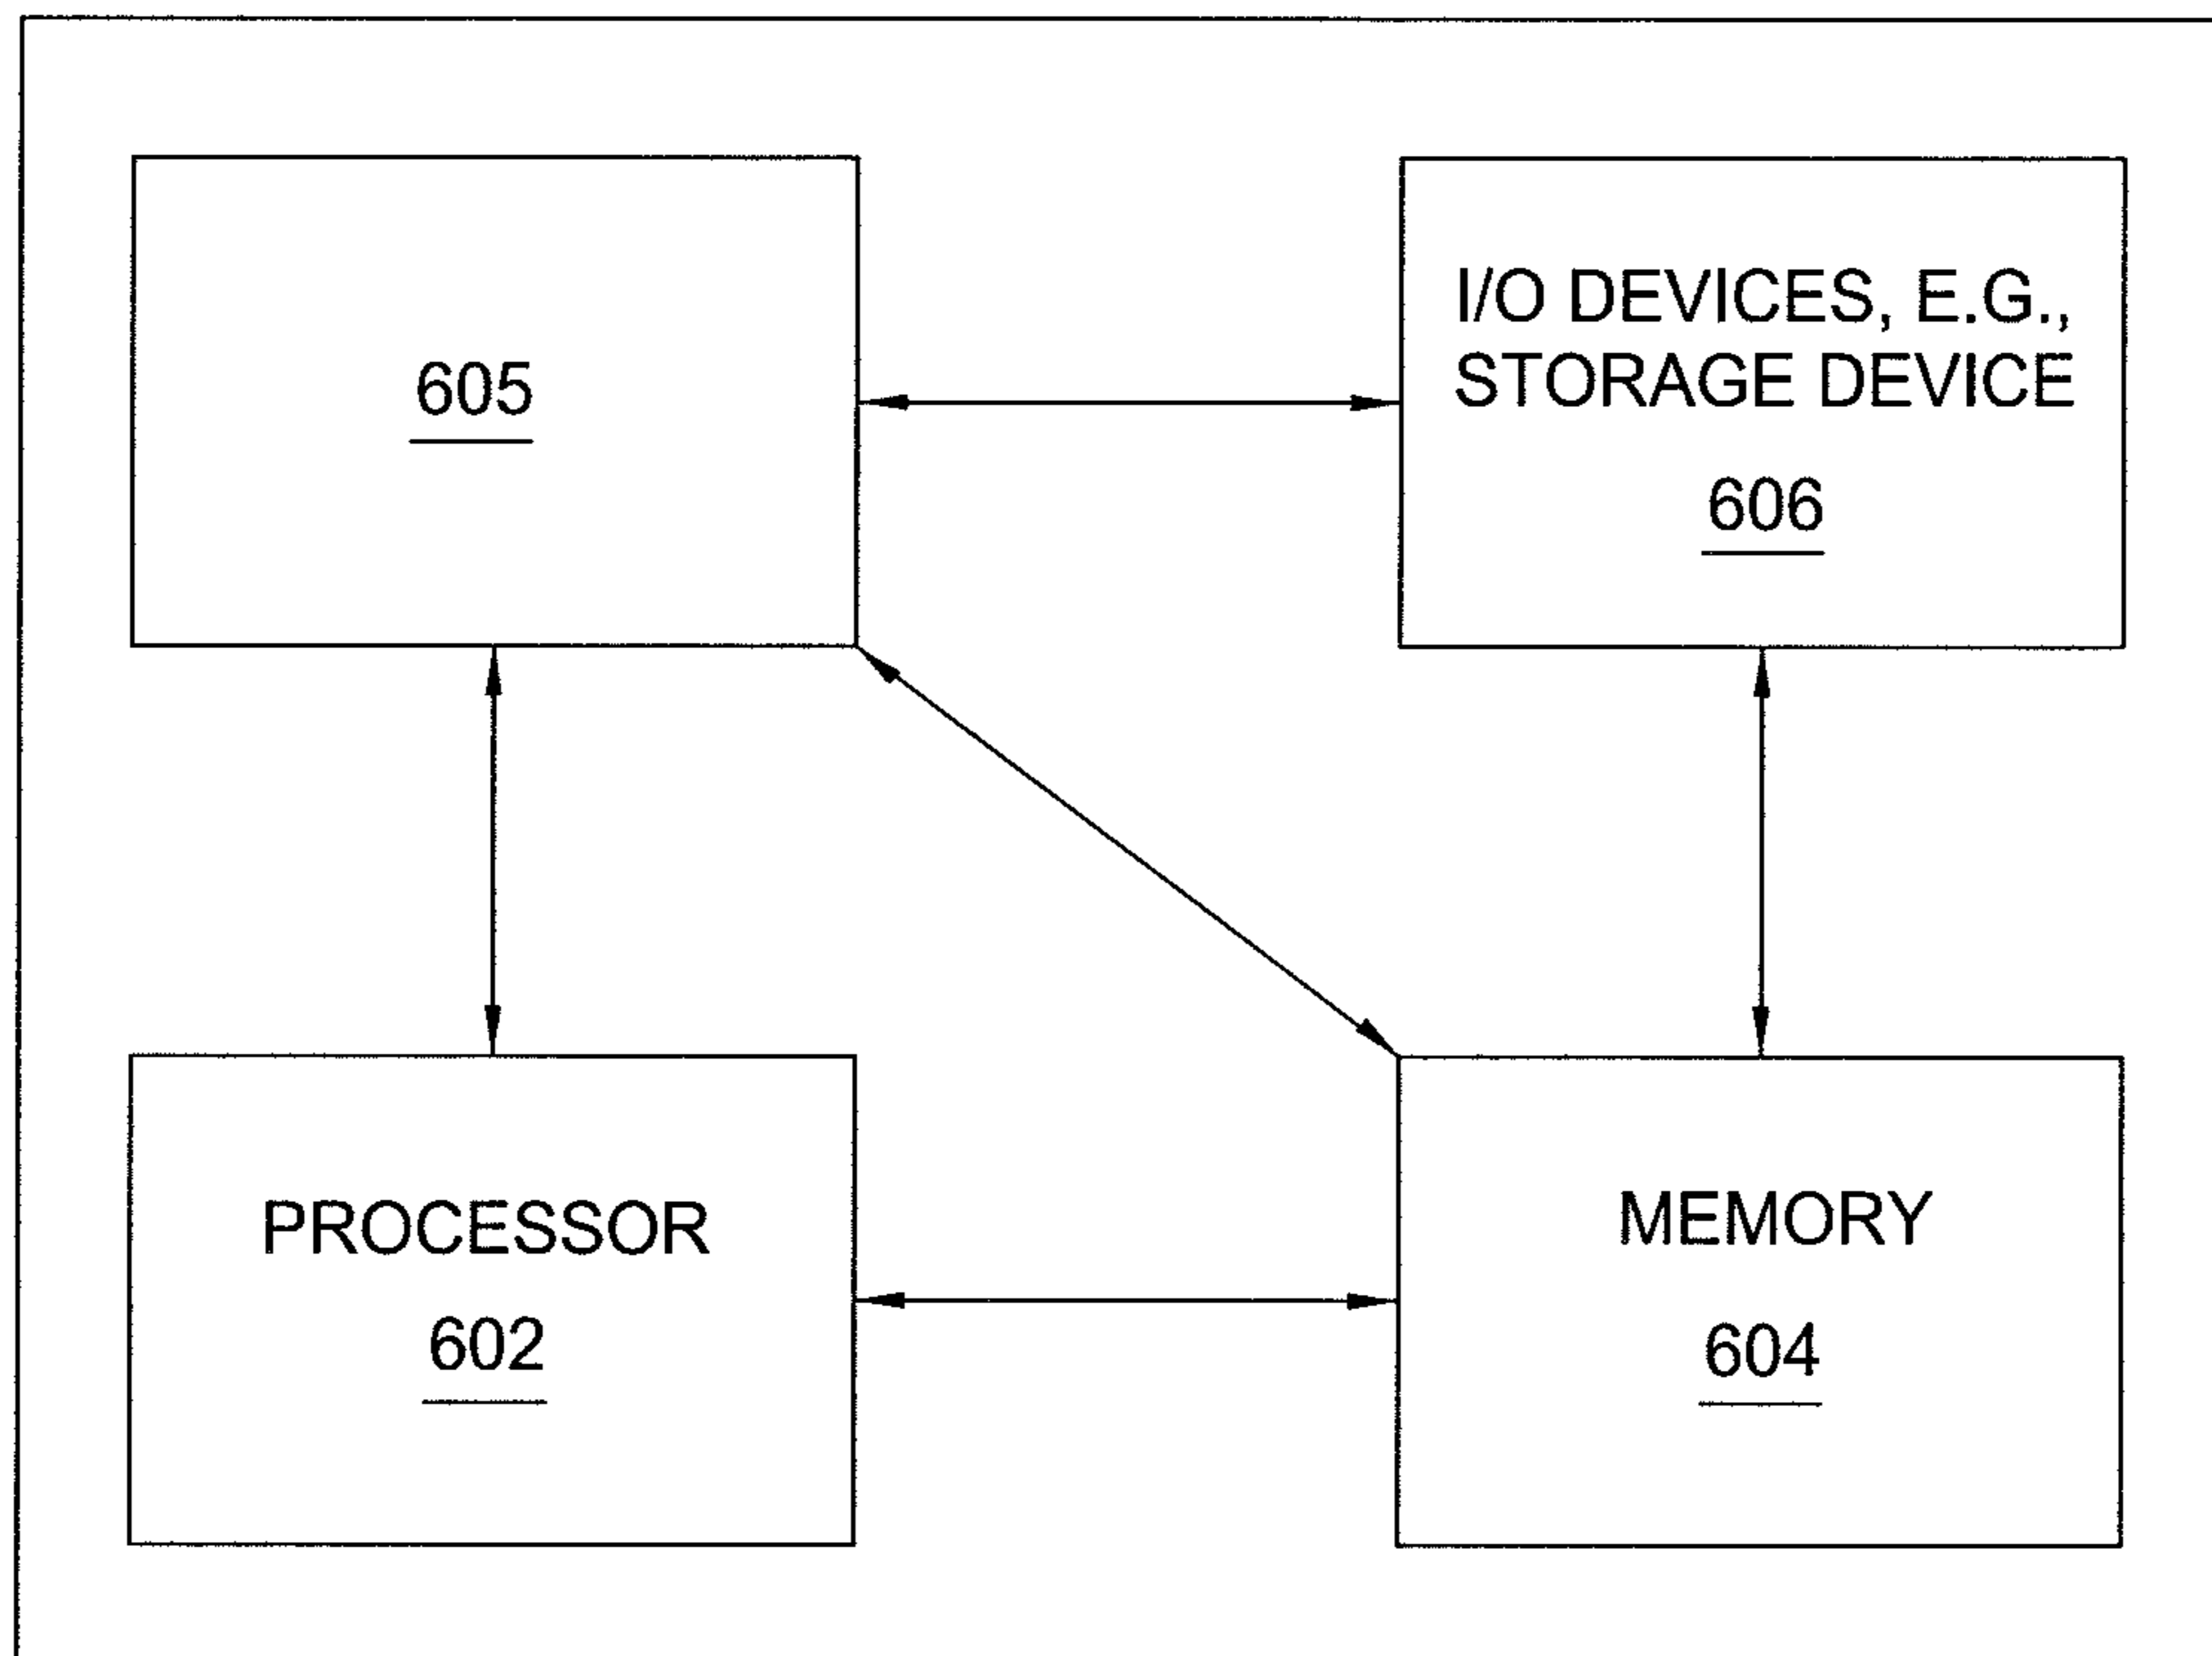 605
I/O DEVICES, E.G.,
STORAGE DEVICE
606
PROCESSOR
602
MEMORY
604